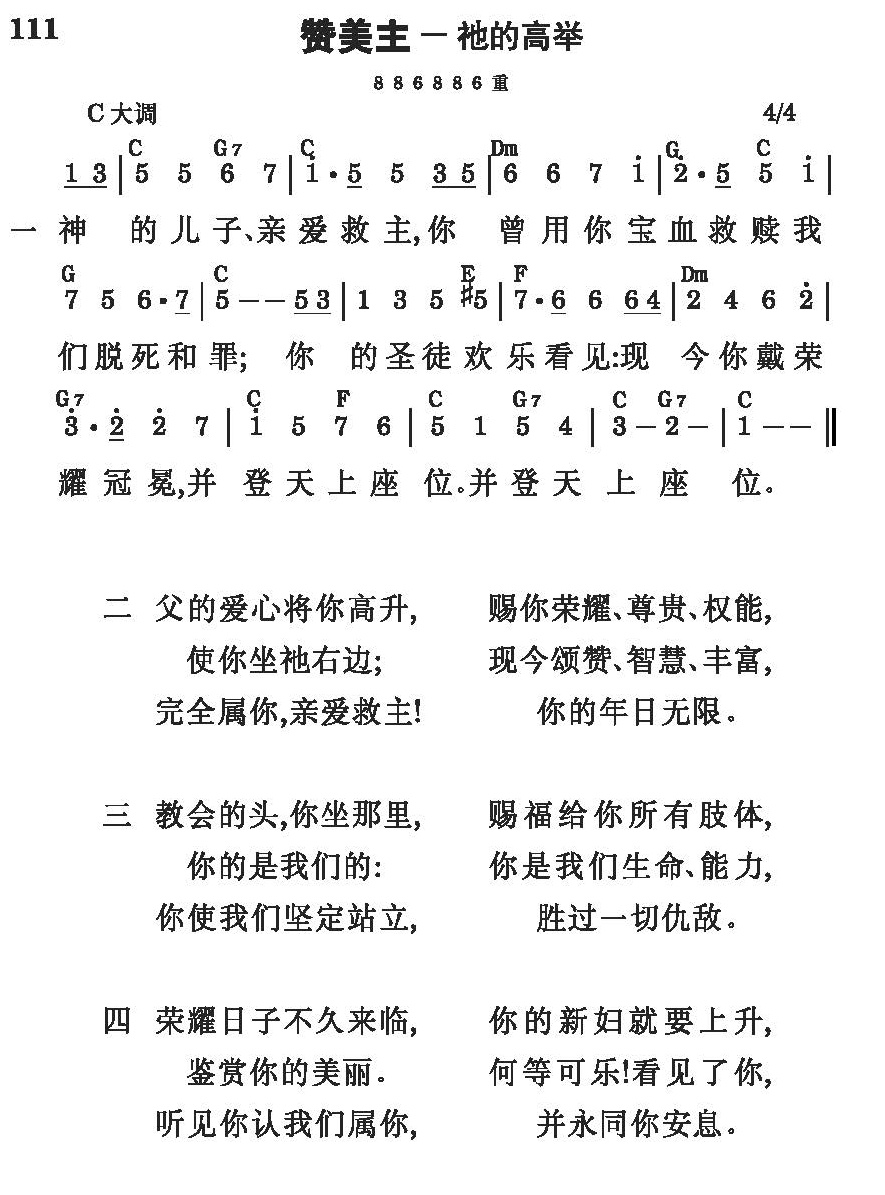 111
赞美主－祂的高举
8 8 6 8 8 6 重
C 大调 4/4
C G7 C Dm G C
1 3 | 5 5 6 7 | i · 5 5 3 5 | 6 6 7 i | 2̇ · 5 5 i |
一 神 的 儿 子、亲 爱 救 主,你 曾 用 你 宝 血 救 赎 我
G C E F Dm
7 5 6 · 7 | 5 – – 5 3 | 1 3 5 #5 | 7 · 6 6 6 4 | 2 4 6 2̇ |
们 脱 死 和 罪; 你 的 圣 徒 欢 乐 看 见:现 今 你 戴 荣
G7 C F C G7 C G7 C
3̇ · 2̇ 2̇ 7 | i 5 7 6 | 5 1 5 4 | 3 – 2 – | 1 – – ‖
耀 冠 冕,并 登 天 上 座 位。并 登 天 上 座 位。
二 父的爱心将你高升, 赐你荣耀、尊贵、权能,
使你坐祂右边; 现今颂赞、智慧、丰富,
完全属你,亲爱救主! 你的年日无限。
三 教会的头,你坐那里, 赐福给你所有肢体,
你的是我们的: 你是我们生命、能力,
你使我们坚定站立, 胜过一切仇敌。
四 荣耀日子不久来临, 你的新妇就要上升,
鉴赏你的美丽。 何等可乐!看见了你,
听见你认我们属你, 并永同你安息。